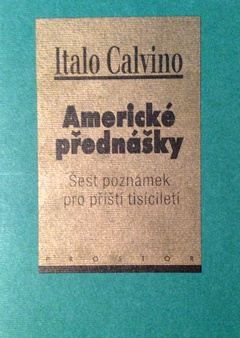 Italo Calvino
Americké
přednášky
Šest poznámek
pro příští tisíciletí
PROSTOR